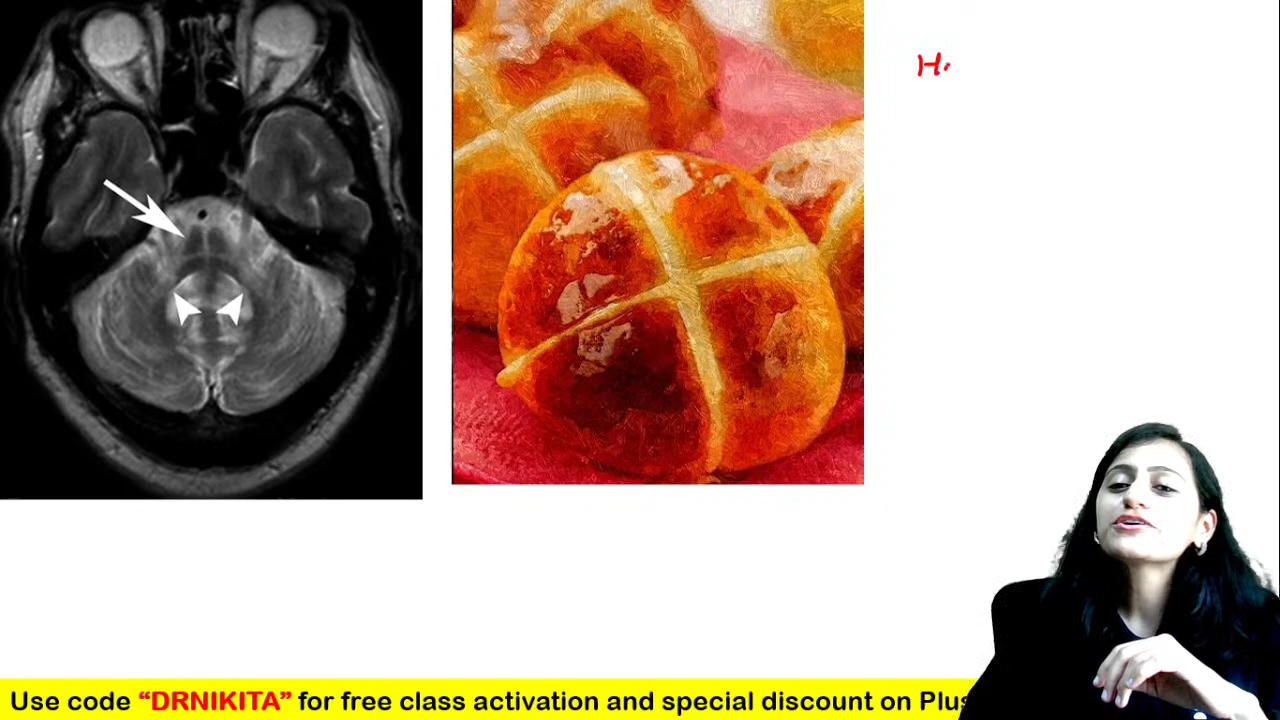 H.
Use code “DRNIKITA” for free class activation and special discount on Plus